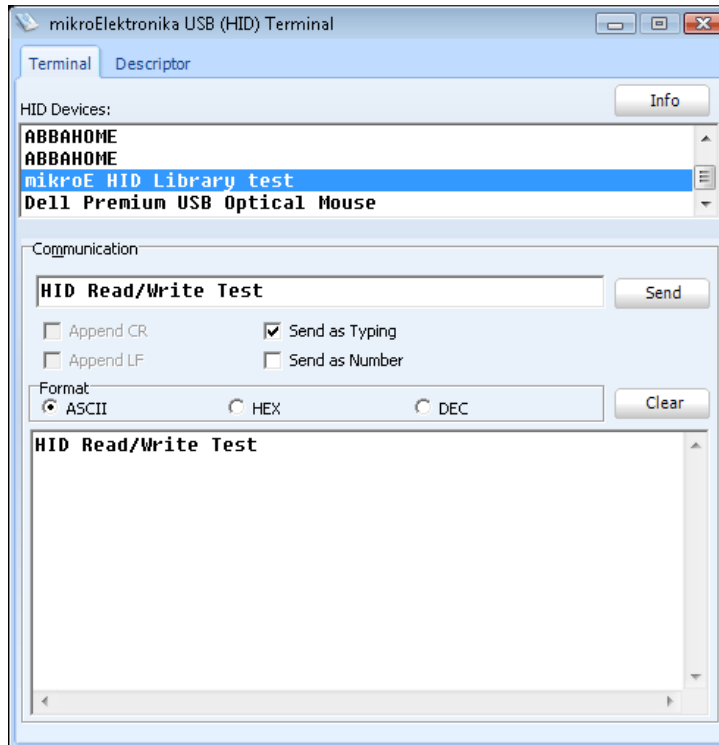 mikroElektronika USB (HID) Terminal
Terminal Descriptor
HID Devices:
Info
ABBAHOME
ABBAHOME
mikroE HID Library test
Dell Premium USB Optical Mouse
Communication
HID Read/Write Test
Send
Append CR Send as Typing
Append LF Send as Number
Format
ASCII HEX DEC
Clear
HID Read/Write Test